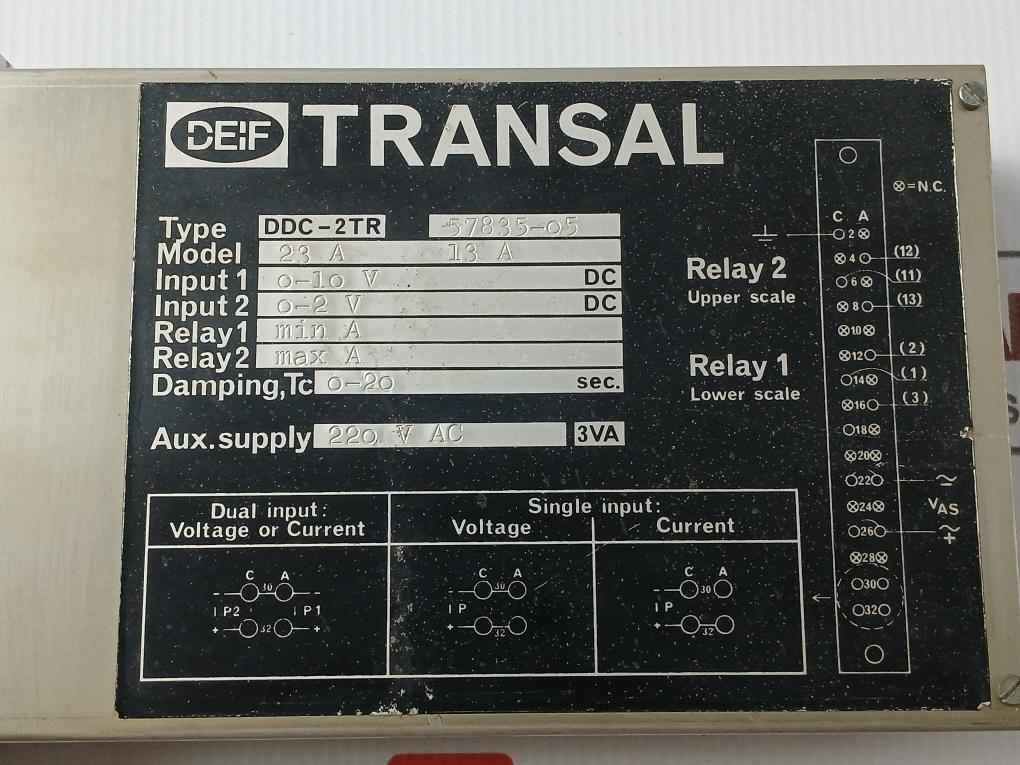 DEIF TRANSAL
Type DDC-2TR 57835-05
Model 23 A 13 A
Input 1 0-10 V DC
Input 2 0-2 V DC
Relay 1 min A
Relay 2 max A
Damping,Tc 0-20 sec.
Aux.supply 220 V AC 3VA
⊗=N.C.
C A
2
Relay 2
Upper scale
4 (12)
6 (11)
8 (13)
10
Relay 1
Lower scale
12 (2)
14 (1)
16 (3)
18
20
22 ~
24 VAS
26 ~
+
28
30
32
Dual input:
Voltage or Current
C A
- 30 -
I P2 I P1
+ 32 +
Single input:
Voltage
C A
- 30
I P
+ 32
Current
C A
- 30
I P
+ 32